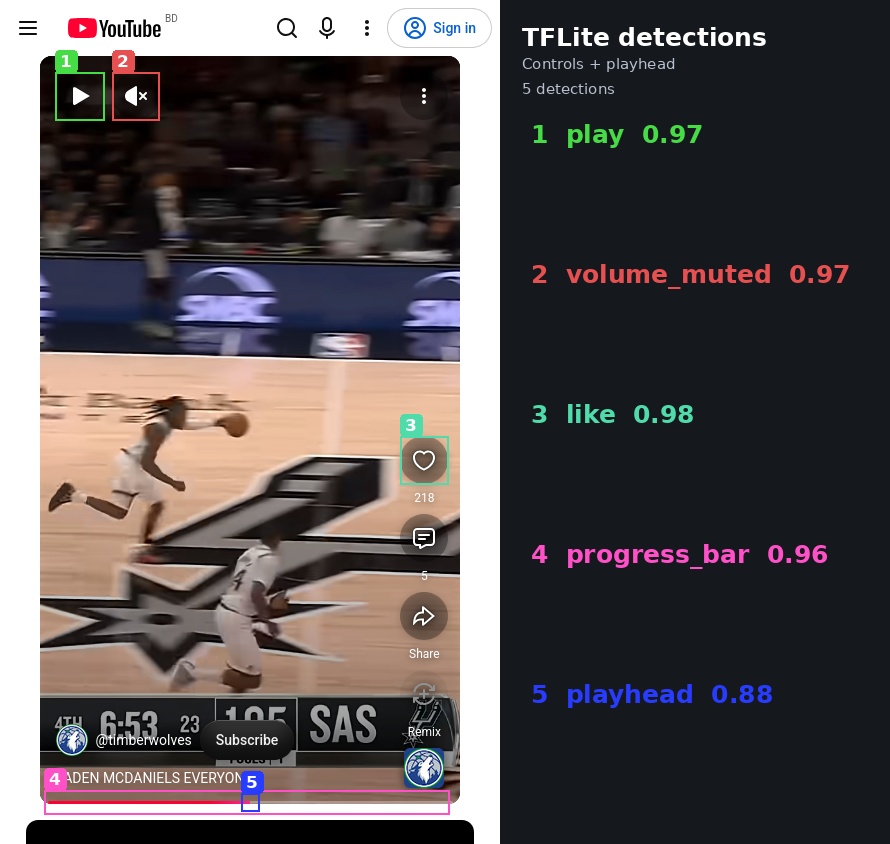 YouTube BD
Sign in
TFLite detections
Controls + playhead
5 detections
1 play 0.97
2 volume_muted 0.97
3 like 0.98
4 progress_bar 0.96
5 playhead 0.88
1 2
3
218
5
Share
4TH 6:53 23 105 SAS
Remix
@timberwolves
Subscribe
ADEN MCDANIELS EVERYON
4 5